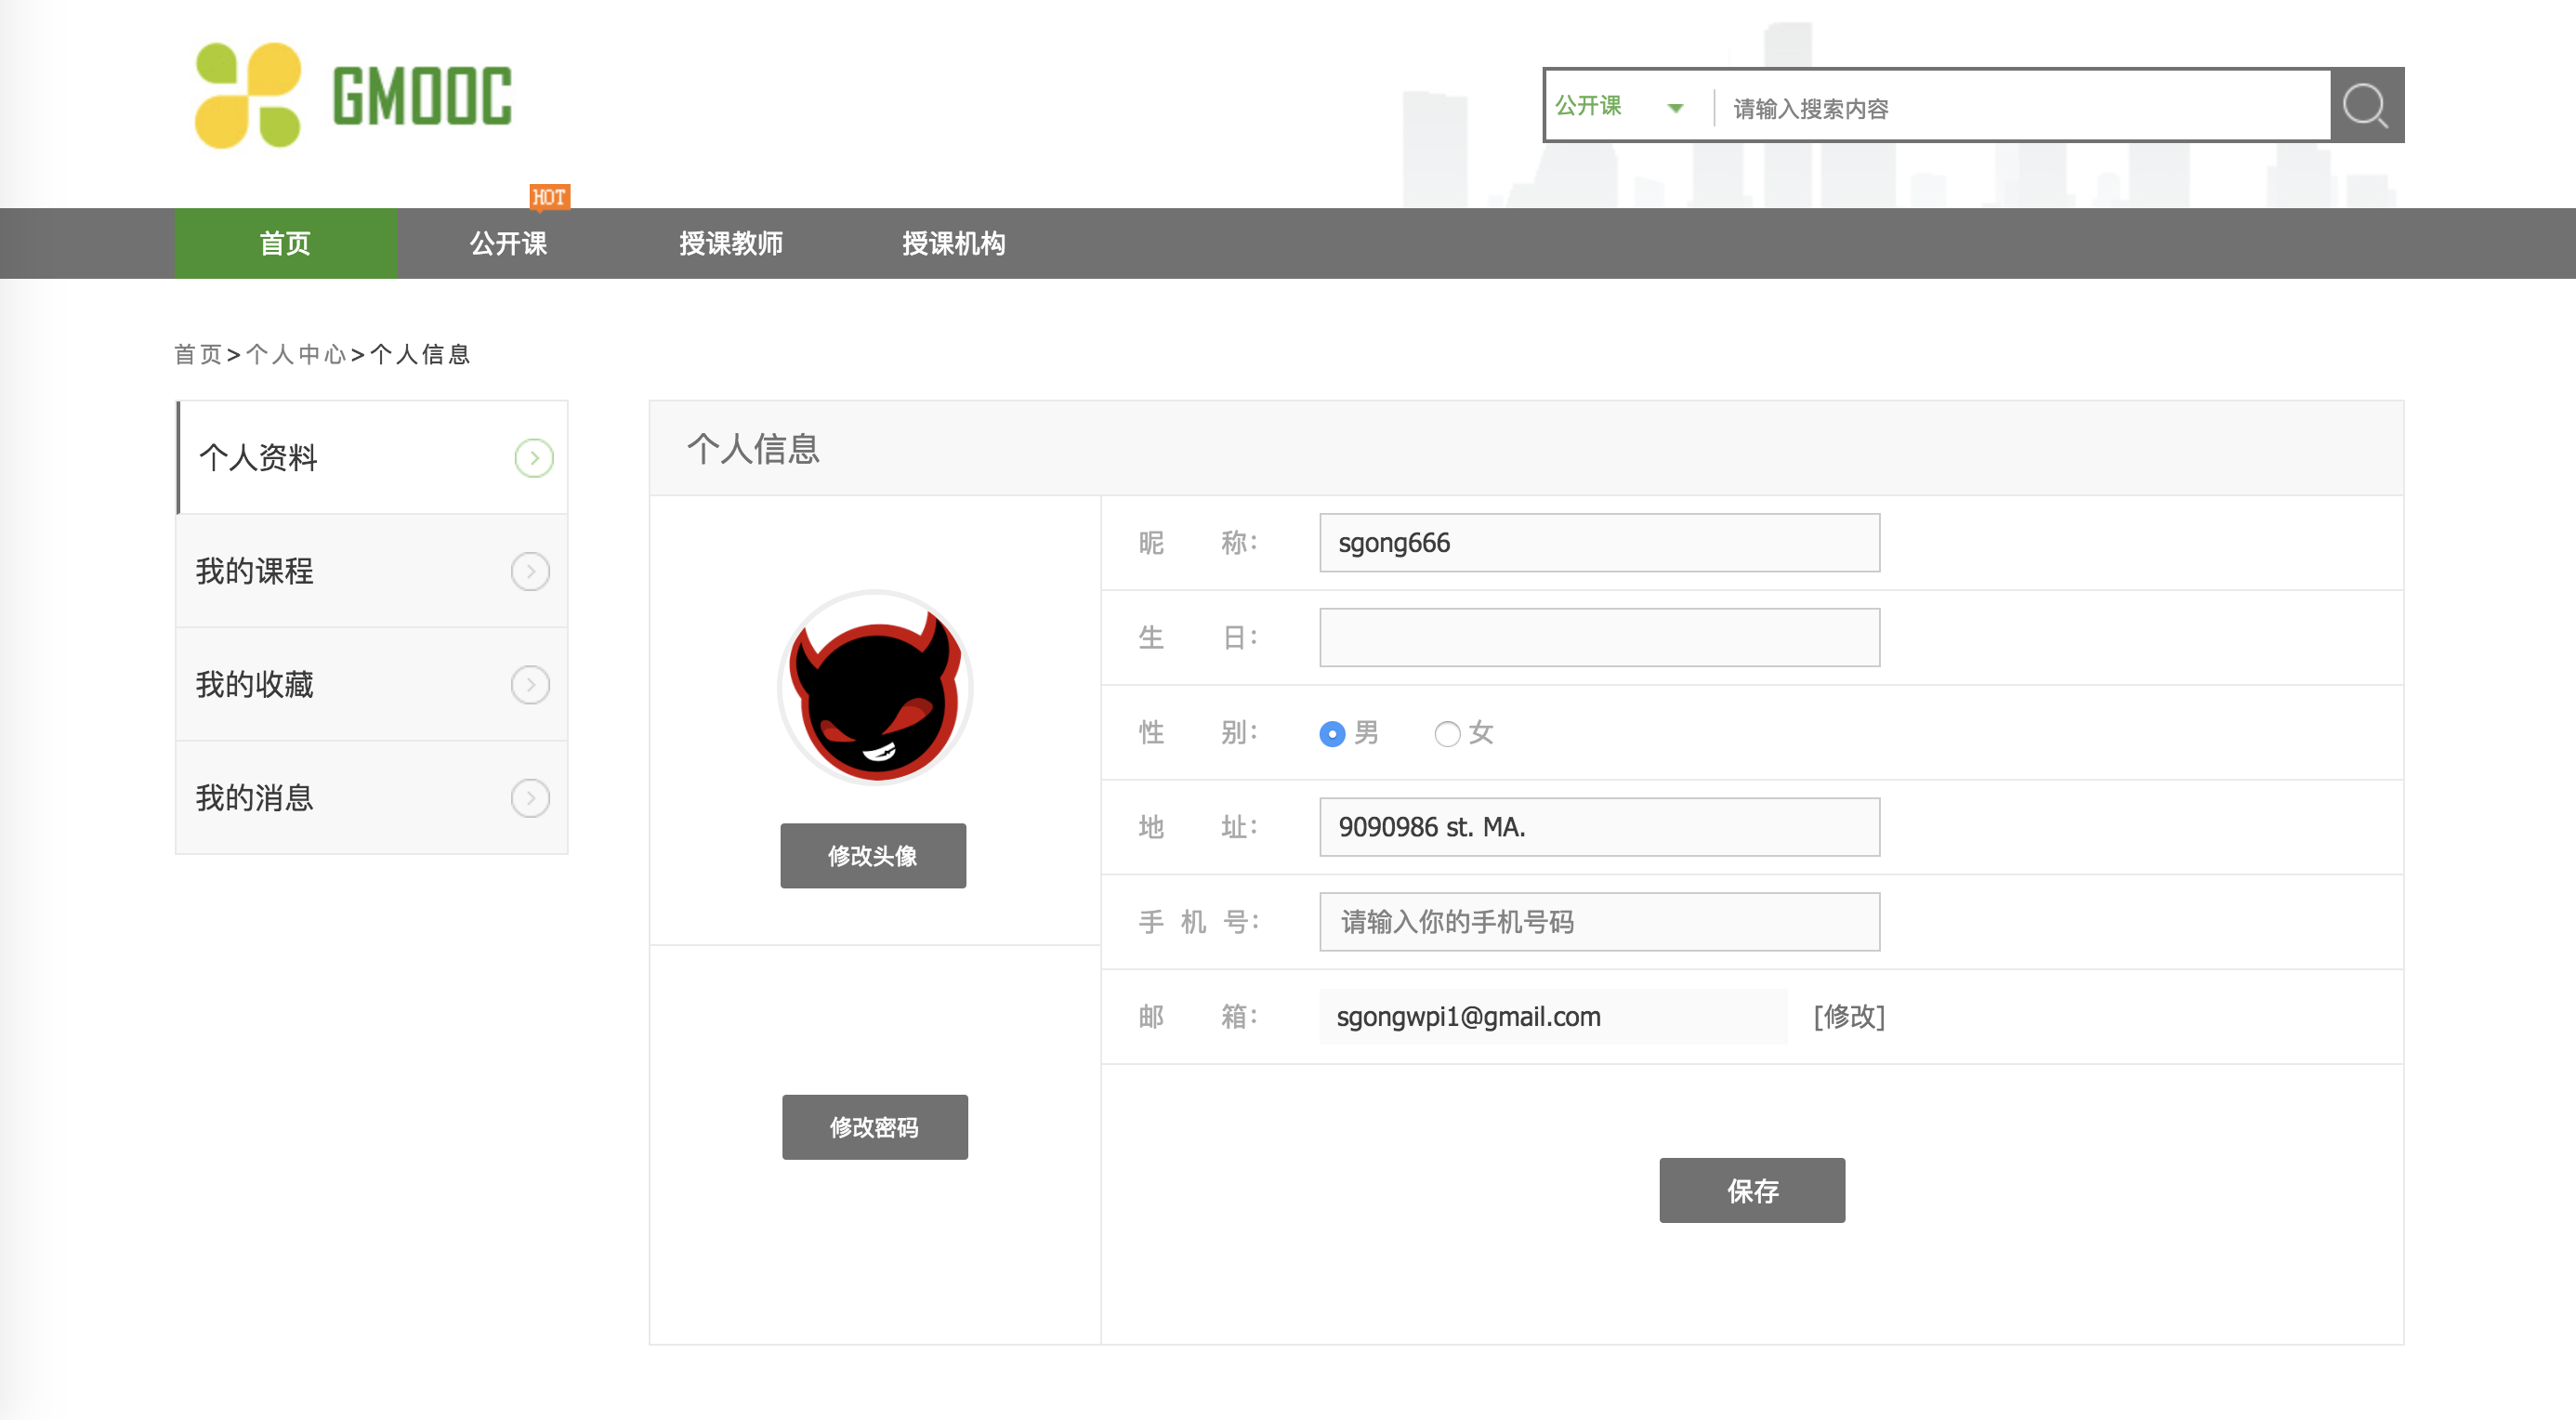 GMOOC
公开课 请输入搜索内容
HOT
首页 公开课 授课教师 授课机构
首页>个人中心>个人信息
个人资料
我的课程
我的收藏
我的消息
个人信息
修改头像
修改密码
昵 称： sgong666
生 日：
性 别： 男 女
地 址： 9090986 st. MA.
手 机 号： 请输入你的手机号码
邮 箱： sgongwpi1@gmail.com [修改]
保存